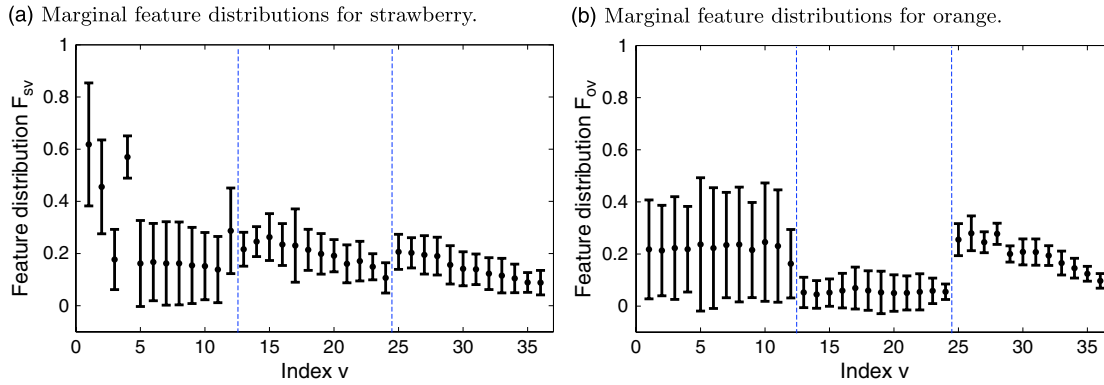 (a) Marginal feature distributions for strawberry.
1
0.8
0.6
0.4
0.2
0
Feature distribution F_sv
0 5 10 15 20 25 30 35
Index v
(b) Marginal feature distributions for orange.
1
0.8
0.6
0.4
0.2
0
Feature distribution F_ov
0 5 10 15 20 25 30 35
Index v